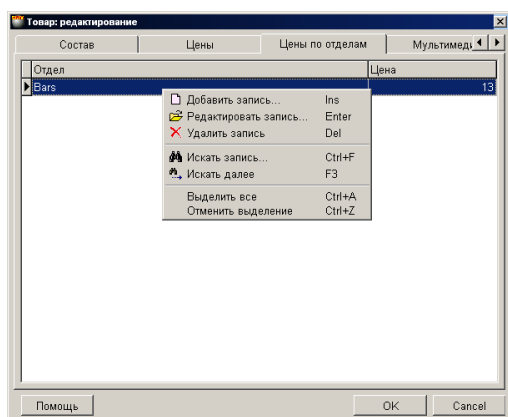 Товар: редактирование
Состав Цены Цены по отделам
Отдел Цена
Bars 13
Добавить запись... Ins
Редактировать запись... Enter
Удалить запись Del
Искать запись... Ctrl+F
Искать далее F3
Выделить все Ctrl+A
Отменить выделение Ctrl+Z
Помощь OK Cancel